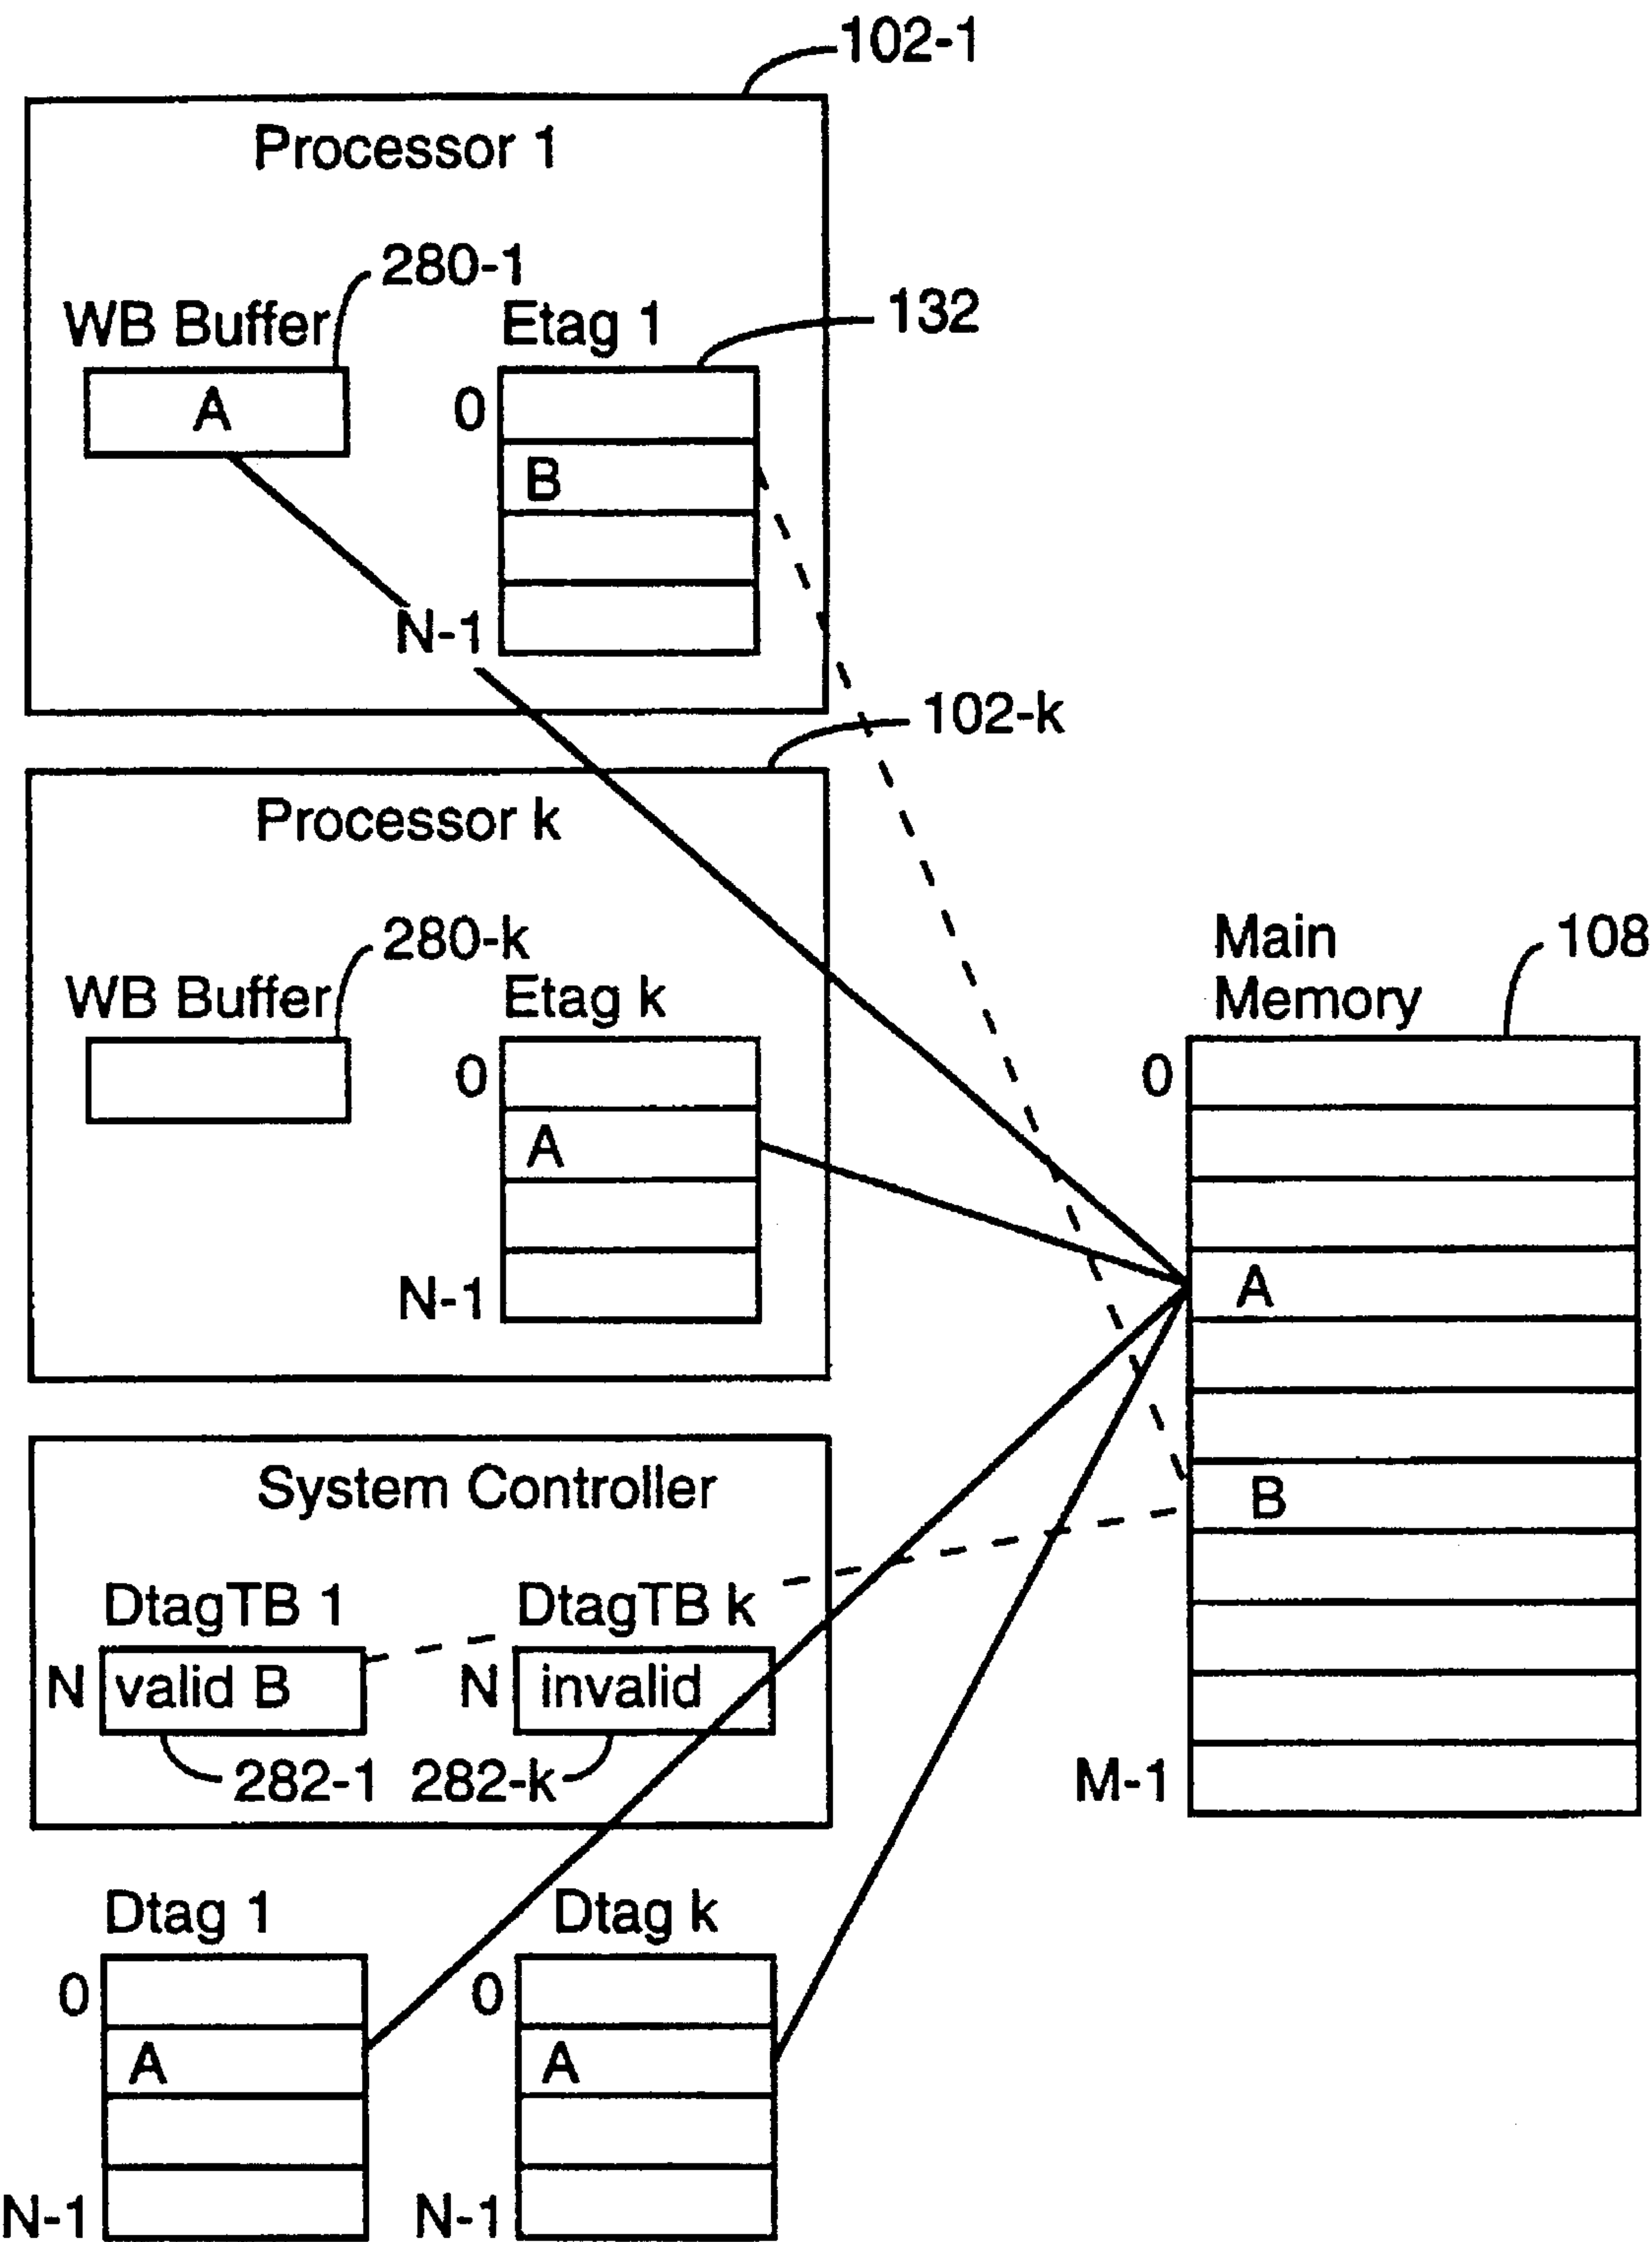 102-1
Processor 1
280-1
WB Buffer
Etag 1
132
A
0
B
N-1
102-k
Processor k
280-k
WB Buffer
Etag k
0
A
N-1
Main
Memory
108
0
A
B
M-1
System Controller
DtagTB 1
DtagTB k
N
valid B
N
invalid
282-1
282-k
Dtag 1
Dtag k
0
A
N-1
0
A
N-1